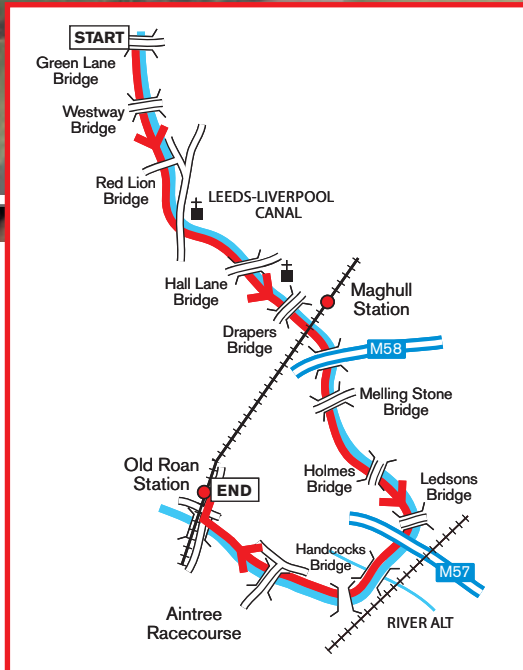 START
Green Lane
Bridge
Westway
Bridge
Red Lion
Bridge
LEEDS-LIVERPOOL
CANAL
Hall Lane
Bridge
Maghull
Station
Drapers
Bridge
M58
Melling Stone
Bridge
Old Roan
Station
END
Holmes
Bridge
Ledsons
Bridge
Handcocks
Bridge
M57
Aintree
Racecourse
RIVER ALT